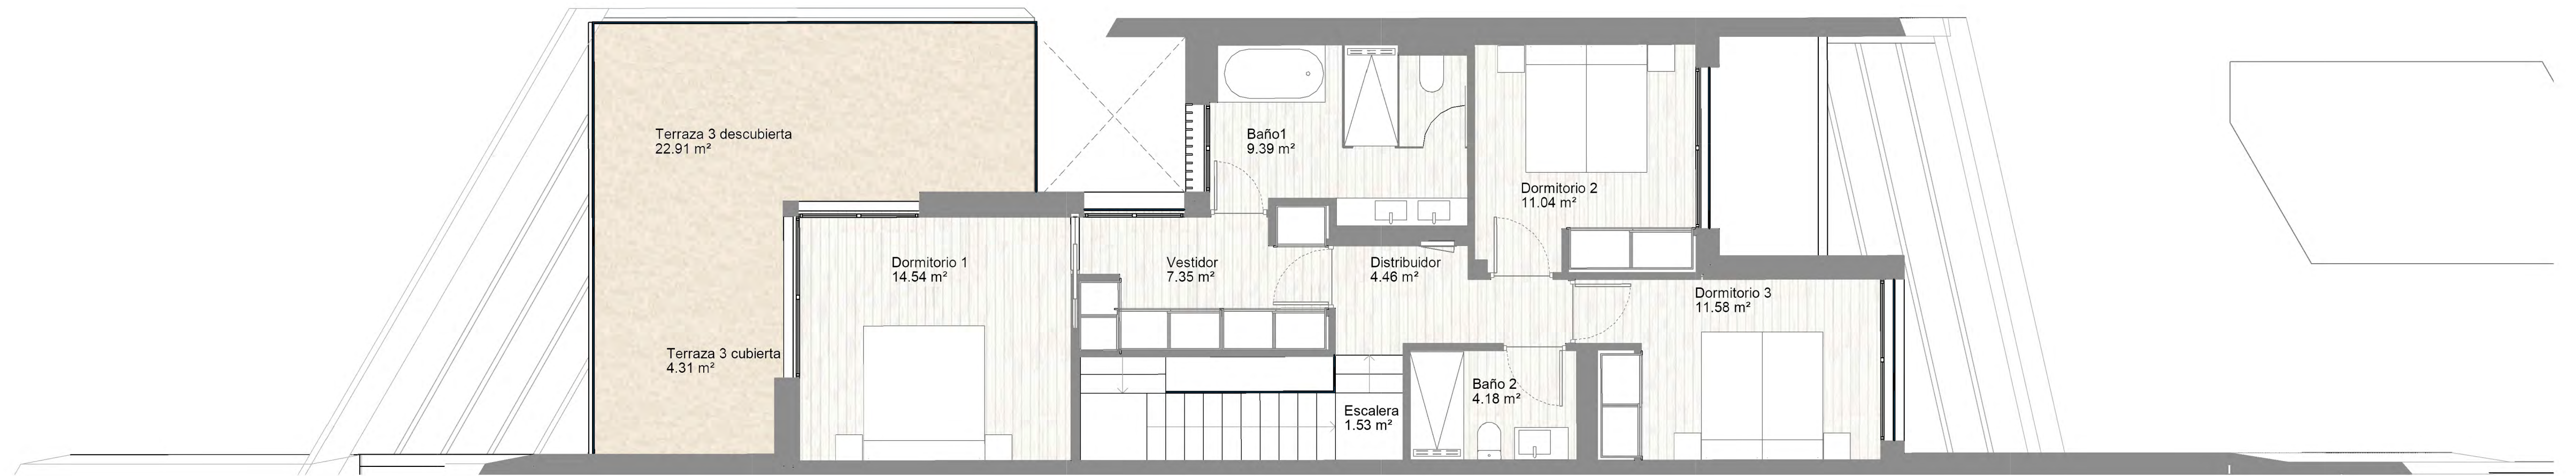 Terraza 3 descubierta
22.91 m²
Baño1
9.39 m²
Dormitorio 2
11.04 m²
Dormitorio 1
14.54 m²
Vestidor
7.35 m²
Distribuidor
4.46 m²
Dormitorio 3
11.58 m²
Terraza 3 cubierta
4.31 m²
Baño 2
4.18 m²
Escalera
1.53 m²